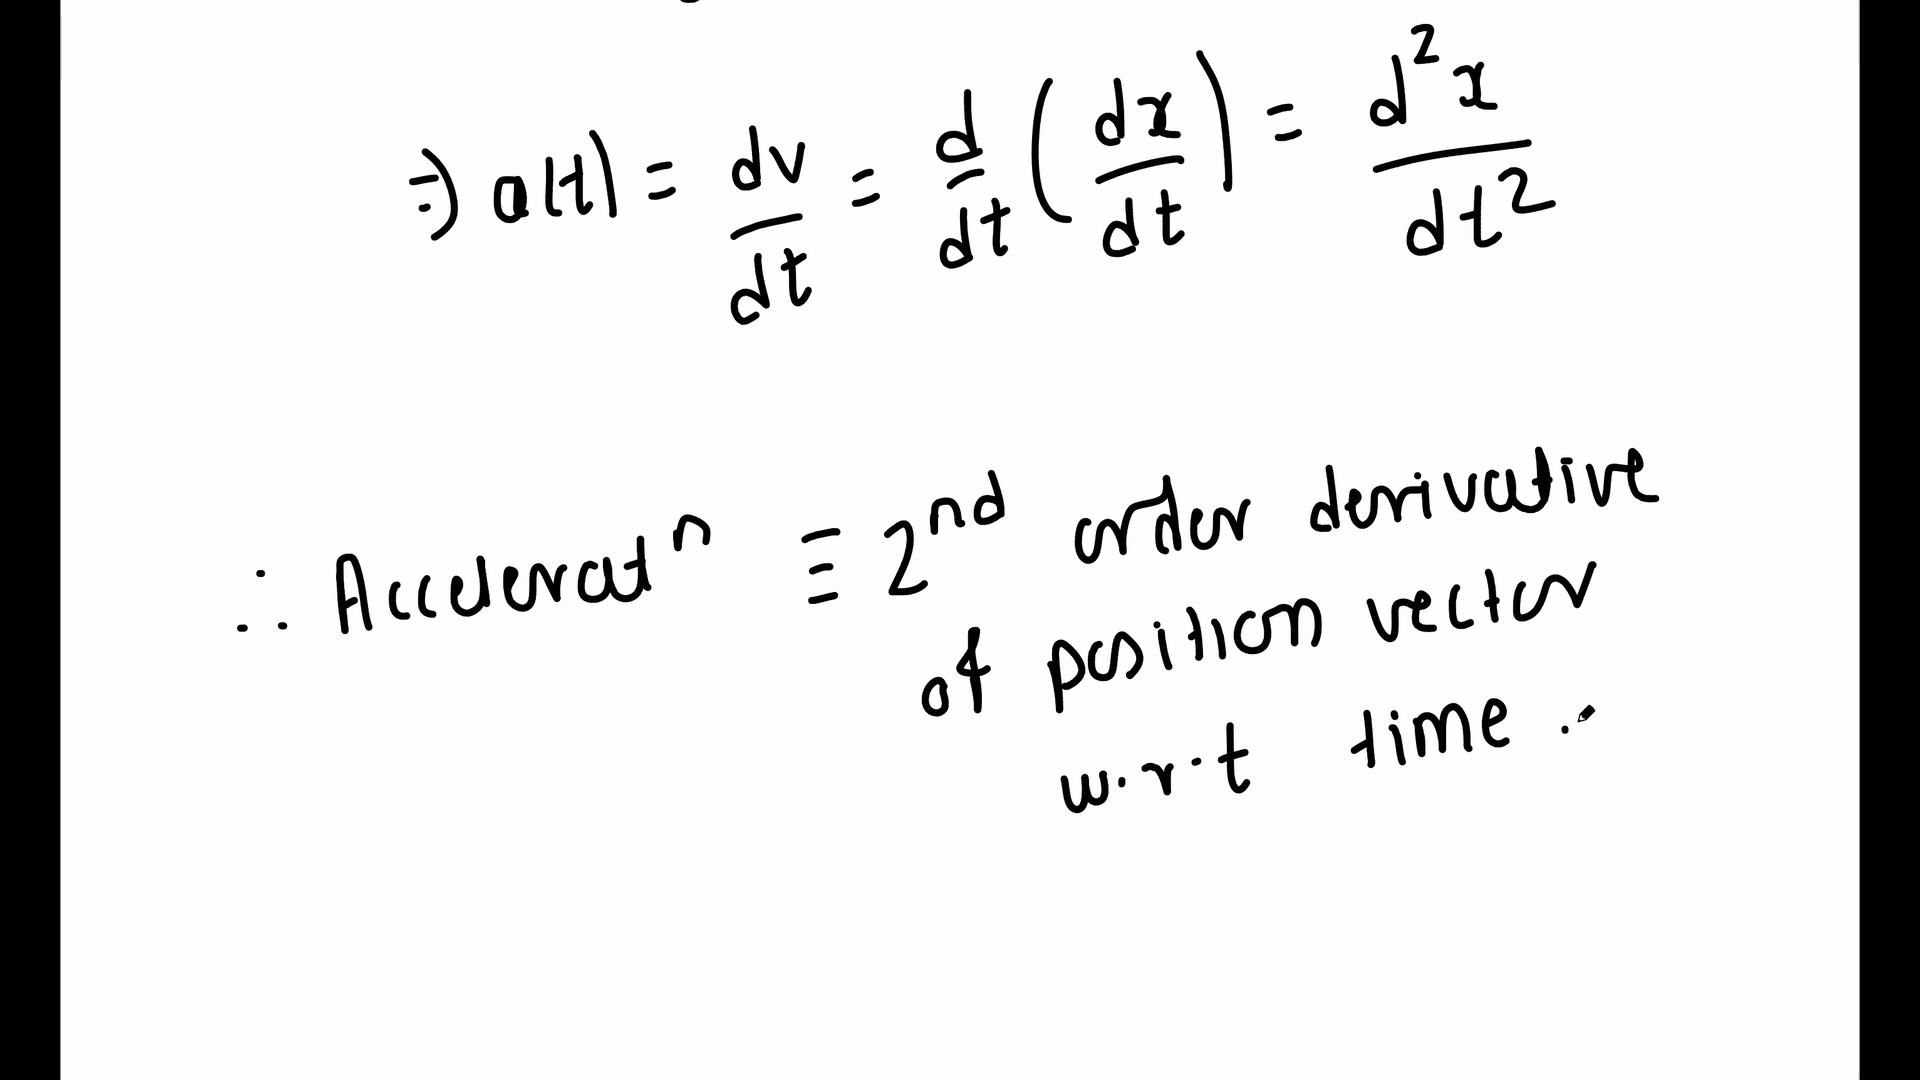 ⇒ a(t) = dv/dt = d/dt (dx/dt) = d²x/dt²
∴ Acceleratⁿ ≡ 2ⁿᵈ order derivative
of position vector
w.r.t time .